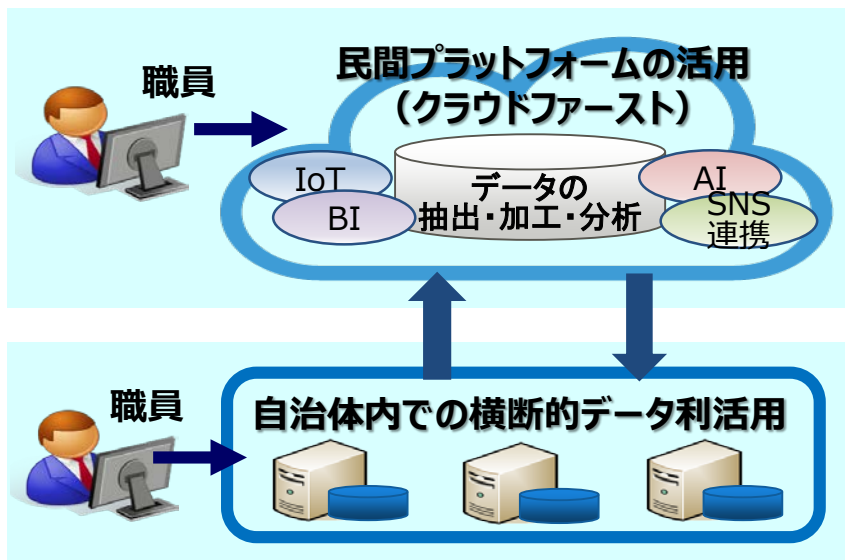 職員
民間プラットフォームの活用
（クラウドファースト）
IoT
BI
データの
抽出・加工・分析
AI
SNS
連携
職員
自治体内での横断的データ利活用